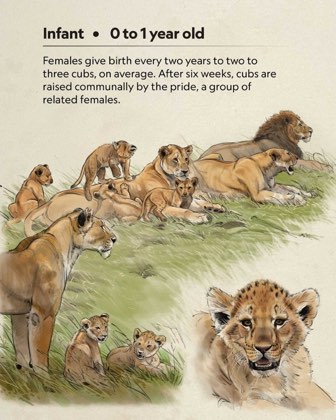 Infant • 0 to 1 year old
Females give birth every two years to two to
three cubs, on average. After six weeks, cubs are
raised communally by the pride, a group of
related females.